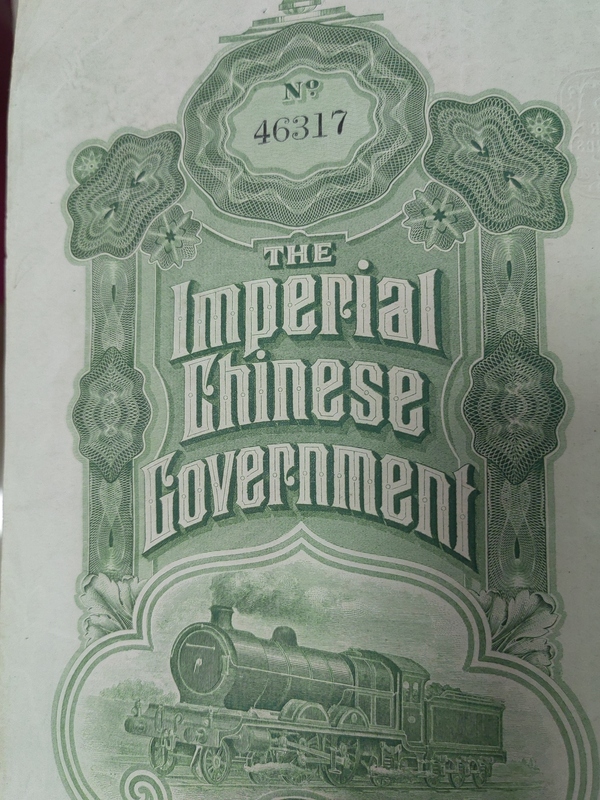 Nº
46317
THE
Imperial
Chinese
Government